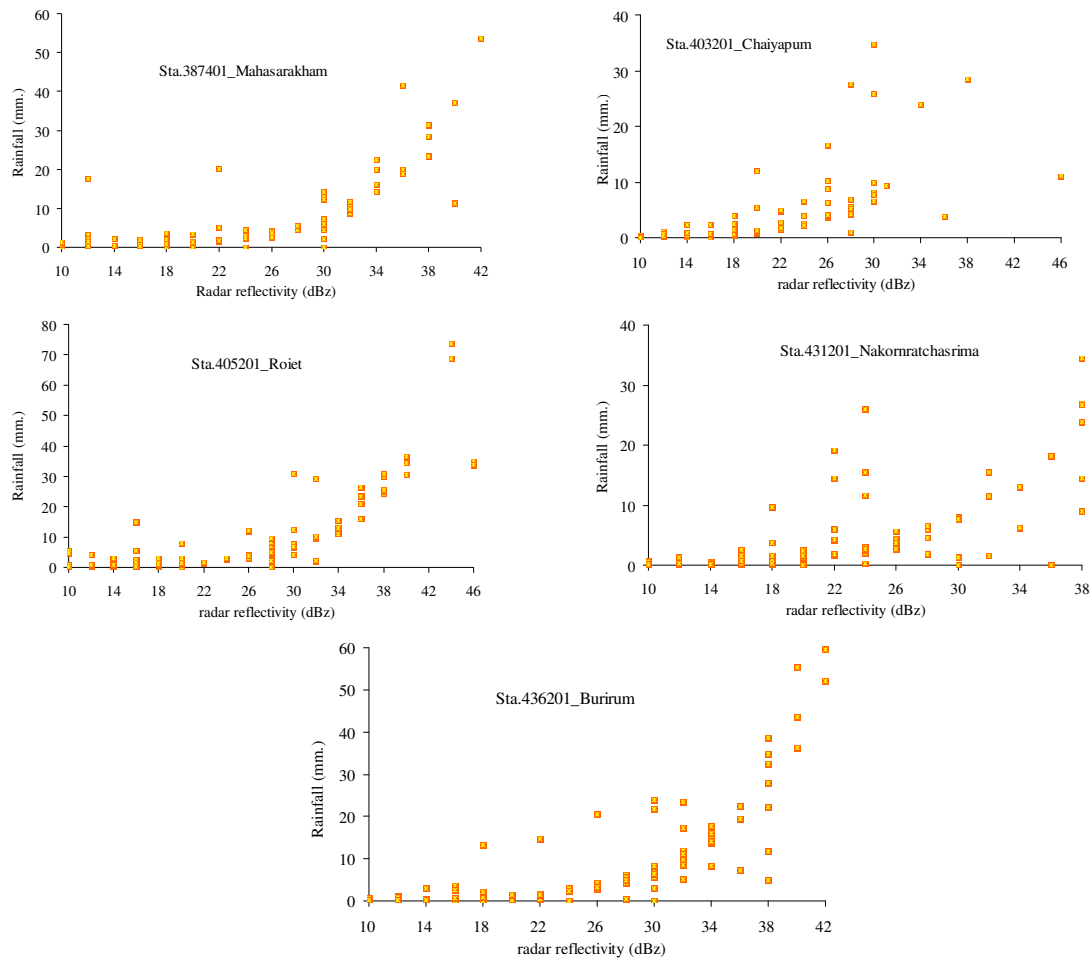 Sta.387401_Mahasarakham
Rainfall (mm.)
60
50
40
30
20
10
0
10 14 18 22 26 30 34 38 42
Radar reflectivity (dBz)
Sta.403201_Chaiyapum
Rainfall (mm.)
40
30
20
10
0
10 14 18 22 26 30 34 38 42 46
radar reflectivity (dBz)
Sta.405201_Roiet
Rainfall (mm.)
80
70
60
50
40
30
20
10
0
10 14 18 22 26 30 34 38 42 46
radar reflectivity (dBz)
Sta.431201_Nakornratchasrima
Rainfall (mm.)
40
30
20
10
0
10 14 18 22 26 30 34 38
radar reflectivity (dBz)
Sta.436201_Burirum
Rainfall (mm.)
60
50
40
30
20
10
0
10 14 18 22 26 30 34 38 42
radar reflectivity (dBz)